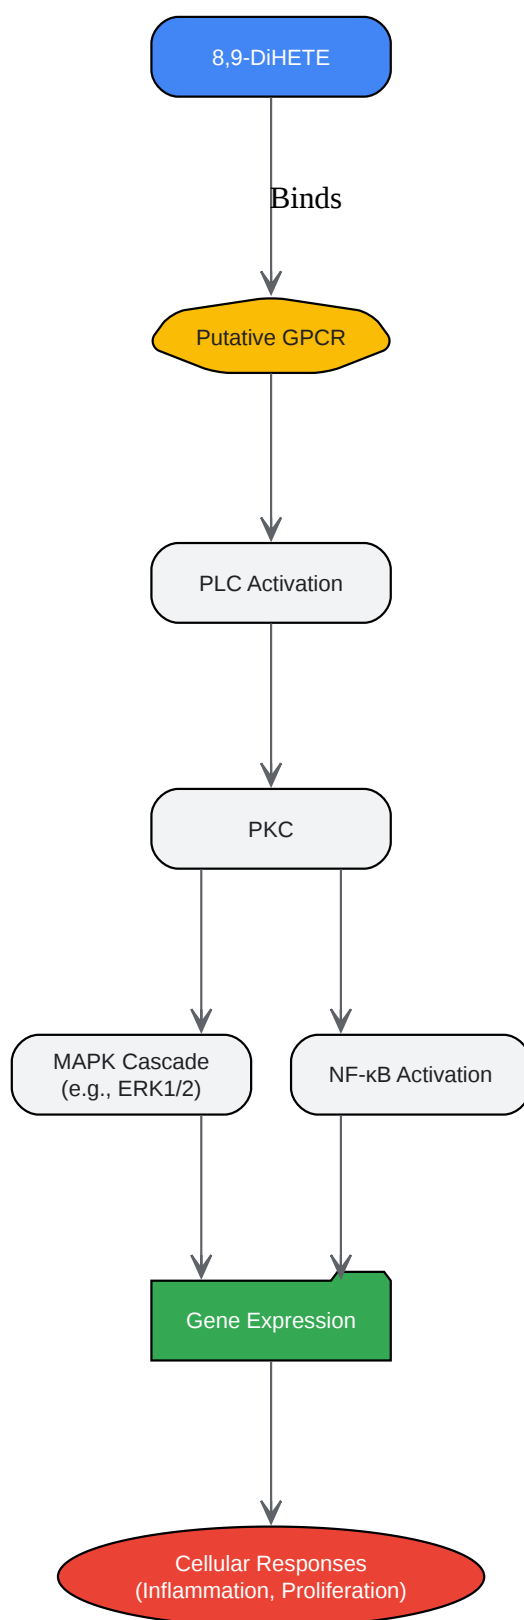 8,9-DiHETE
Binds
Putative GPCR
PLC Activation
PKC
MAPK Cascade
(e.g., ERK1/2)
NF-κB Activation
Gene Expression
Cellular Responses
(Inflammation, Proliferation)